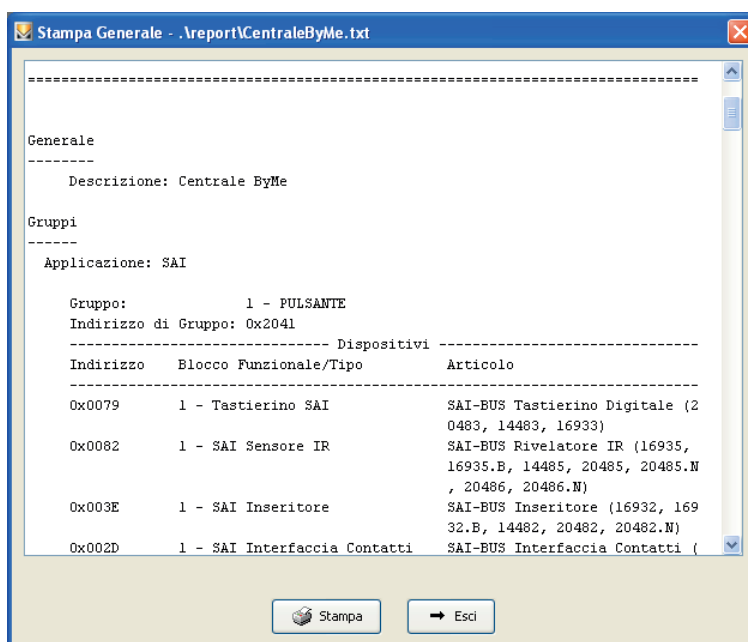 Stampa Generale - .\report\CentraleByMe.txt
================================================================================
Generale
--------
Descrizione: Centrale ByMe
Gruppi
------
Applicazione: SAI
Gruppo: 1 - PULSANTE
Indirizzo di Gruppo: 0x2041
------------------------------- Dispositivi -------------------------------
Indirizzo Blocco Funzionale/Tipo Articolo
---------------------------------------------------------------------------
0x0079 1 - Tastierino SAI SAI-BUS Tastierino Digitale (2
0483, 14483, 16933)
0x0082 1 - SAI Sensore IR SAI-BUS Rivelatore IR (16935,
16935.B, 14485, 20485, 20485.N
, 20486, 20486.N)
0x003E 1 - SAI Inseritore SAI-BUS Inseritore (16932, 169
32.B, 14482, 20482, 20482.N)
0x002D 1 - SAI Interfaccia Contatti SAI-BUS Interfaccia Contatti (
Stampa Esci